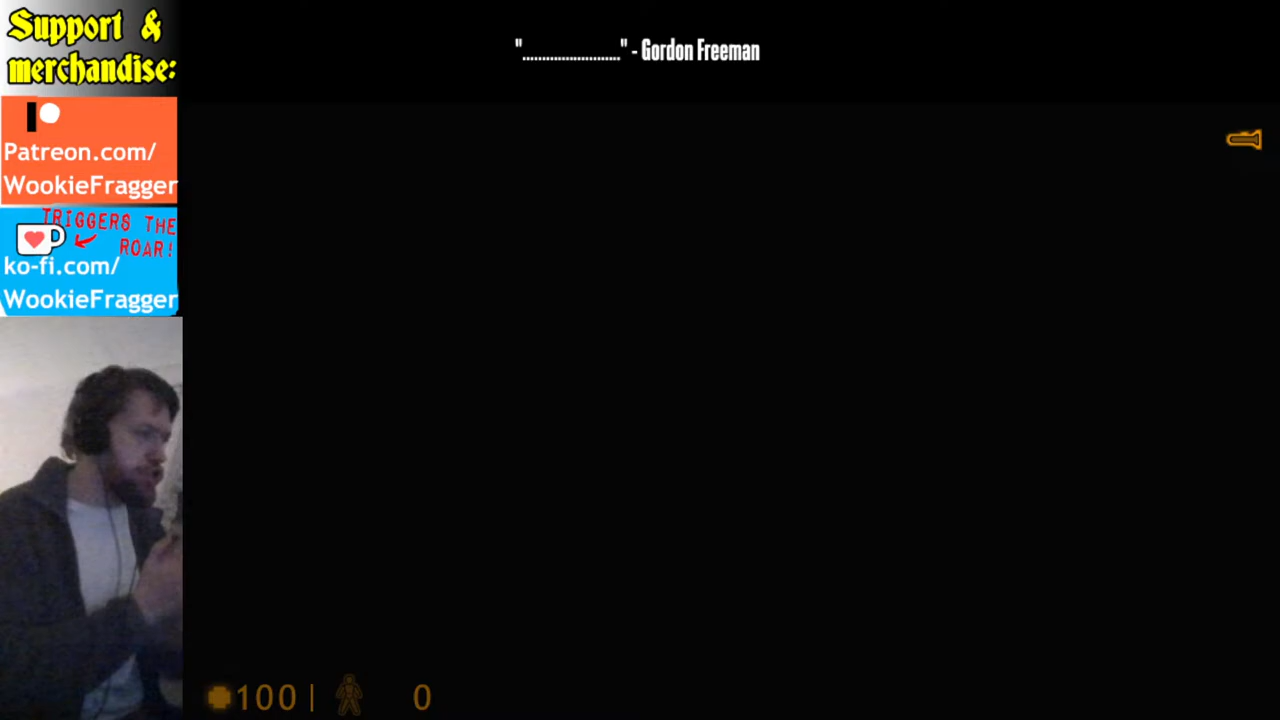 Support &
merchandise:
"........................" - Gordon Freeman
Patreon.com/
WookieFragger
TRIGGERS THE
ROAR!
ko-fi.com/
WookieFragger
100 | 0